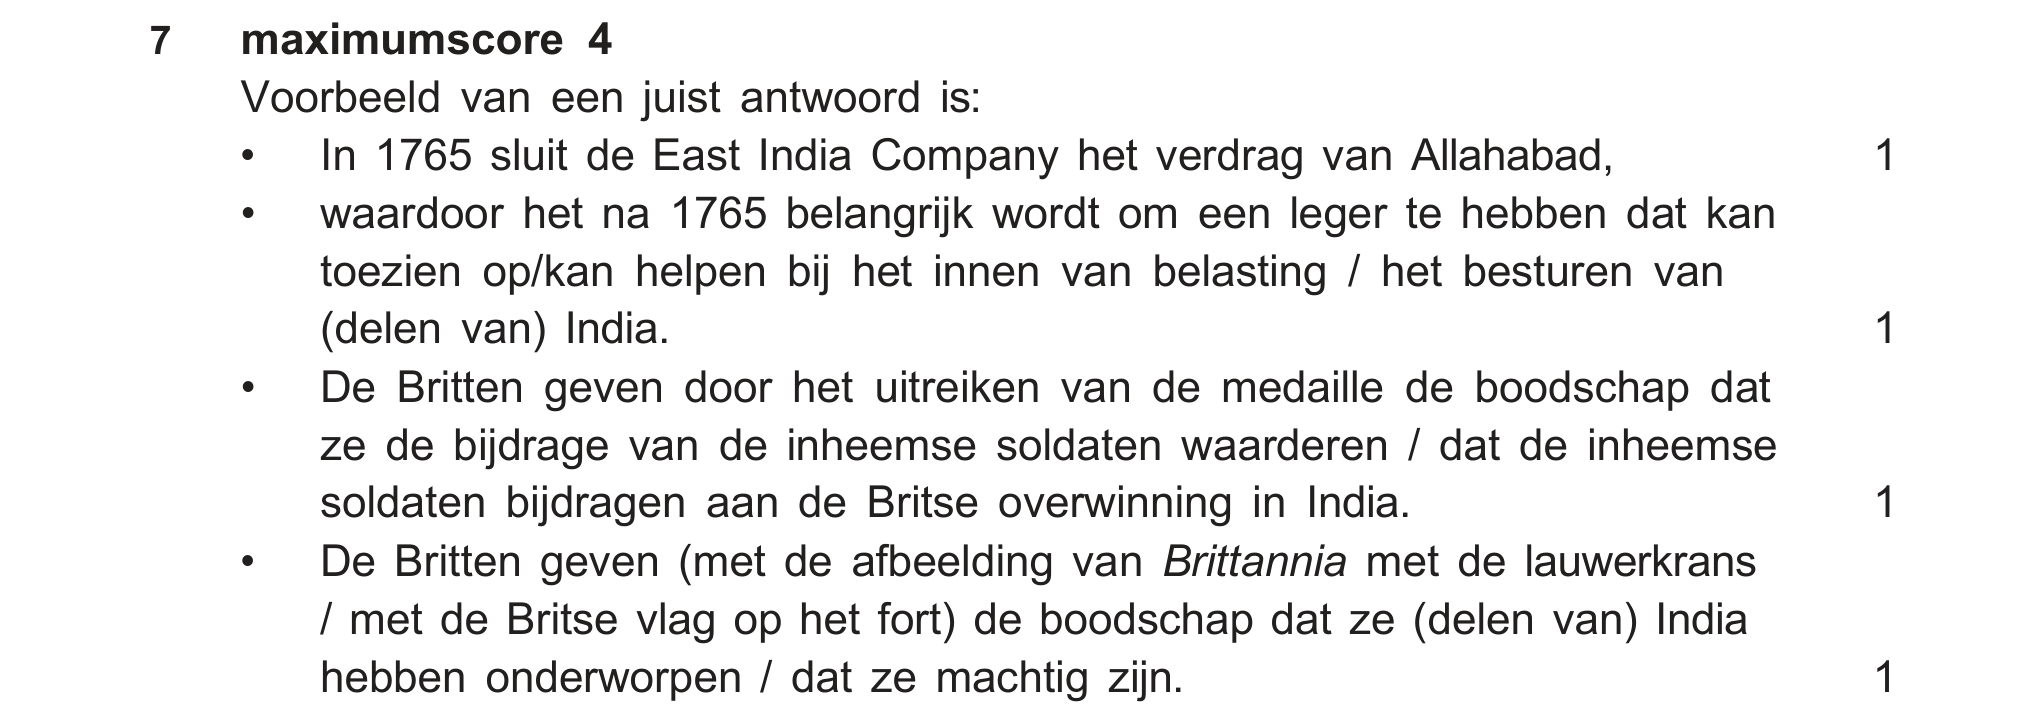 7 maximumscore 4
Voorbeeld van een juist antwoord is:
• In 1765 sluit de East India Company het verdrag van Allahabad, 1
• waardoor het na 1765 belangrijk wordt om een leger te hebben dat kan
toezien op/kan helpen bij het innen van belasting / het besturen van
(delen van) India. 1
• De Britten geven door het uitreiken van de medaille de boodschap dat
ze de bijdrage van de inheemse soldaten waarderen / dat de inheemse
soldaten bijdragen aan de Britse overwinning in India. 1
• De Britten geven (met de afbeelding van Brittannia met de lauwerkrans
/ met de Britse vlag op het fort) de boodschap dat ze (delen van) India
hebben onderworpen / dat ze machtig zijn. 1